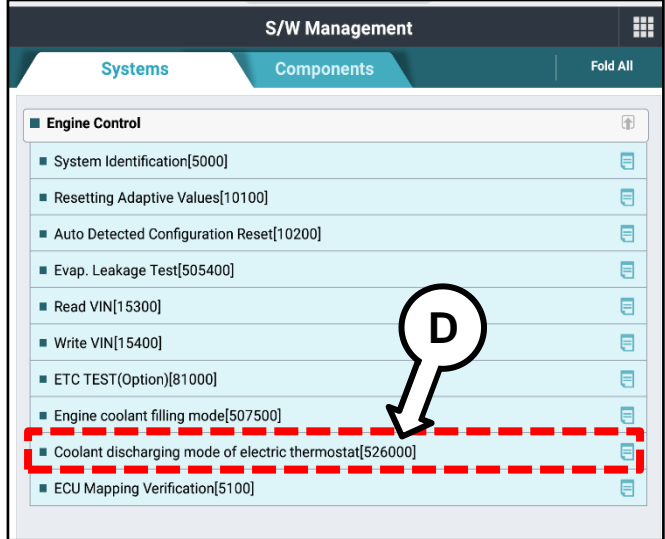 S/W Management
Systems
Components
Fold All
Engine Control
System Identification[5000]
Resetting Adaptive Values[10100]
Auto Detected Configuration Reset[10200]
Evap. Leakage Test[505400]
Read VIN[15300]
Write VIN[15400]
D
ETC TEST(Option)[81000]
Engine coolant filling mode[507500]
Coolant discharging mode of electric thermostat[526000]
ECU Mapping Verification[5100]